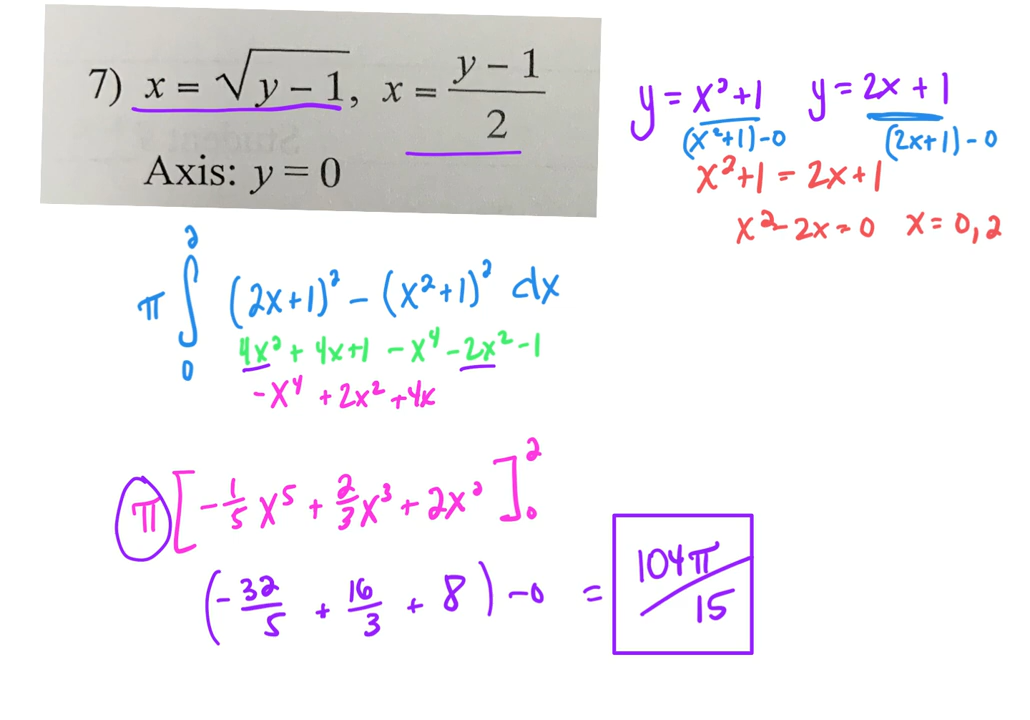 7) x = √(y − 1), x = (y − 1)/2
Axis: y = 0
y = x² + 1 y = 2x + 1
(x² + 1) − 0 (2x + 1) − 0
x² + 1 = 2x + 1
x² − 2x = 0 x = 0, 2
π ∫₀² (2x + 1)² − (x² + 1)² dx
4x² + 4x + 1 − x⁴ − 2x² − 1
−x⁴ + 2x² + 4x
π [−1/5 x⁵ + 2/3 x³ + 2x²]₀²
(−32/5 + 16/3 + 8) − 0 = 104π/15